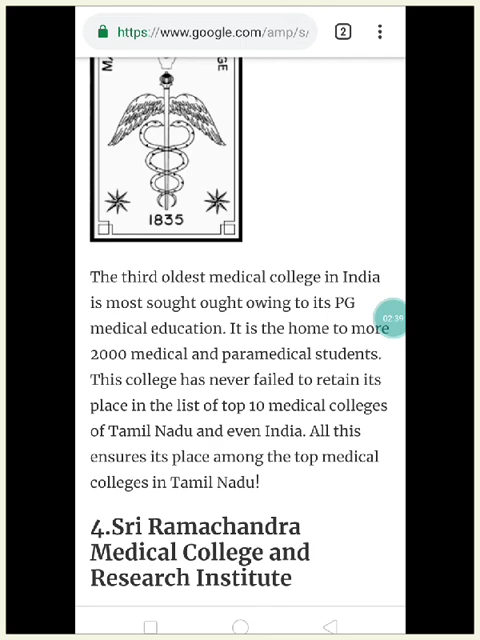 https://www.google.com/amp/s/
2
MA
GE
1835
The third oldest medical college in India
is most sought ought owing to its PG
medical education. It is the home to more
2000 medical and paramedical students.
This college has never failed to retain its
place in the list of top 10 medical colleges
of Tamil Nadu and even India. All this
ensures its place among the top medical
colleges in Tamil Nadu!
02:39
4.Sri Ramachandra
Medical College and
Research Institute